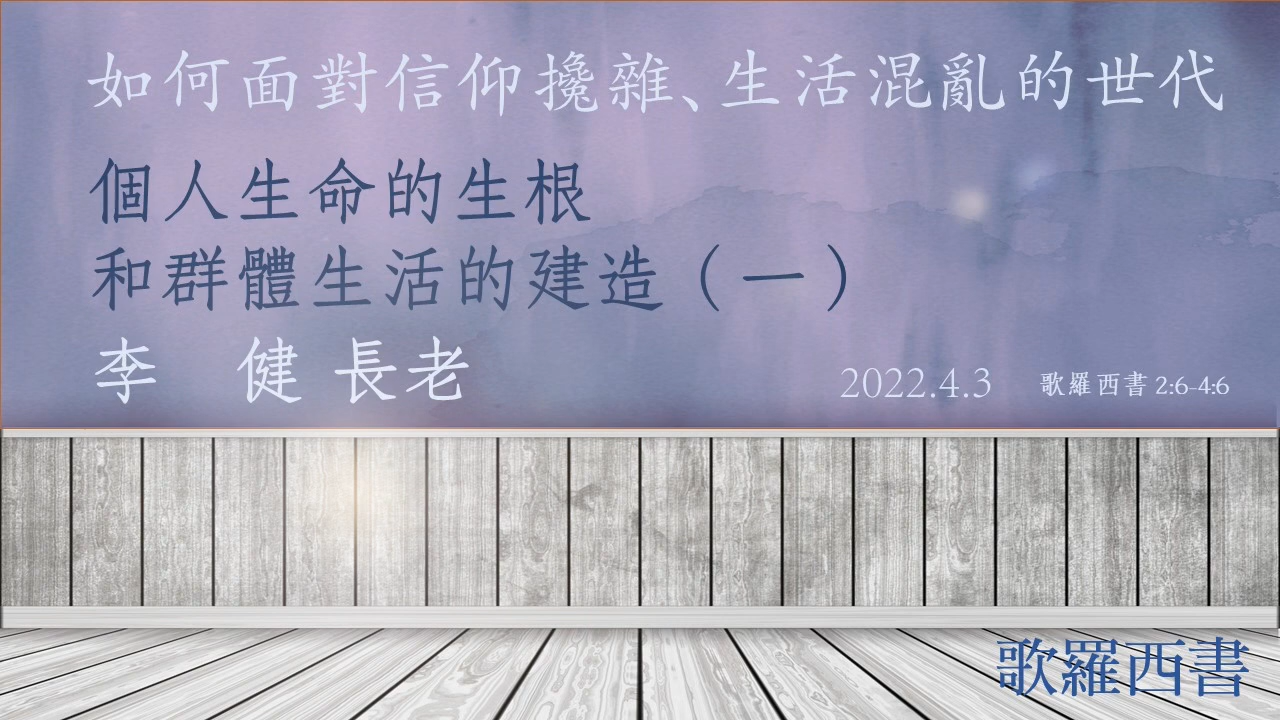 如何面對信仰攙雜、生活混亂的世代
個人生命的生根
和群體生活的建造（一）
李　健 長老
2022.4.3
歌羅西書 2:6-4:6
歌羅西書